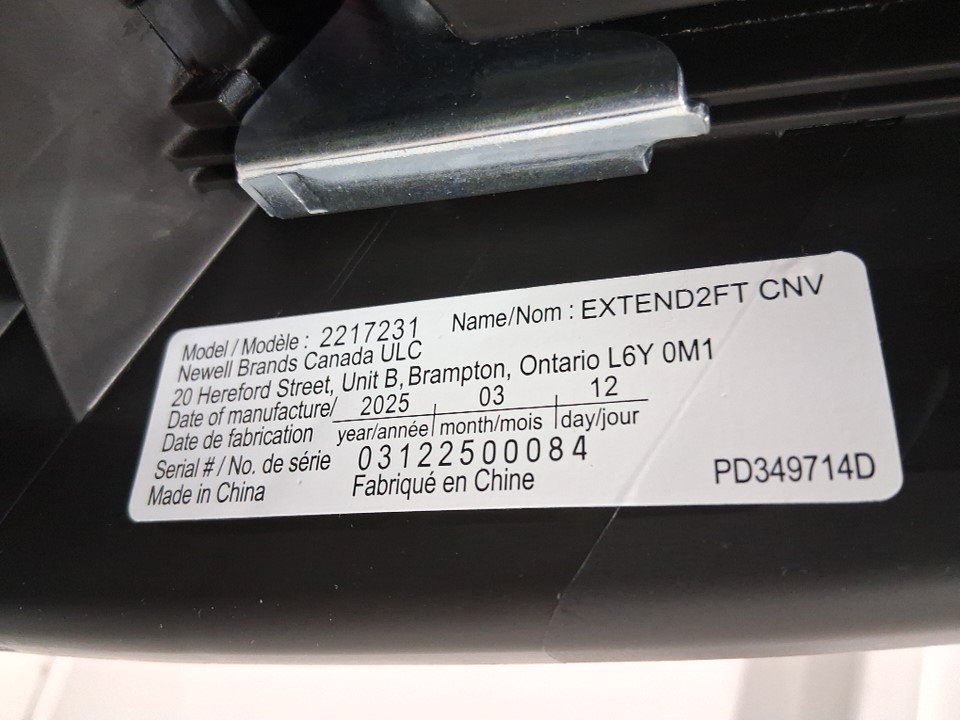 Model / Modèle : 2217231 Name/Nom : EXTEND2FT CNV
Newell Brands Canada ULC
20 Hereford Street, Unit B, Brampton, Ontario L6Y 0M1
Date of manufacture/ 2025 03 12
Date de fabrication year/année month/mois day/jour
Serial # / No. de série 03122500084
Made in China Fabriqué en Chine PD349714D